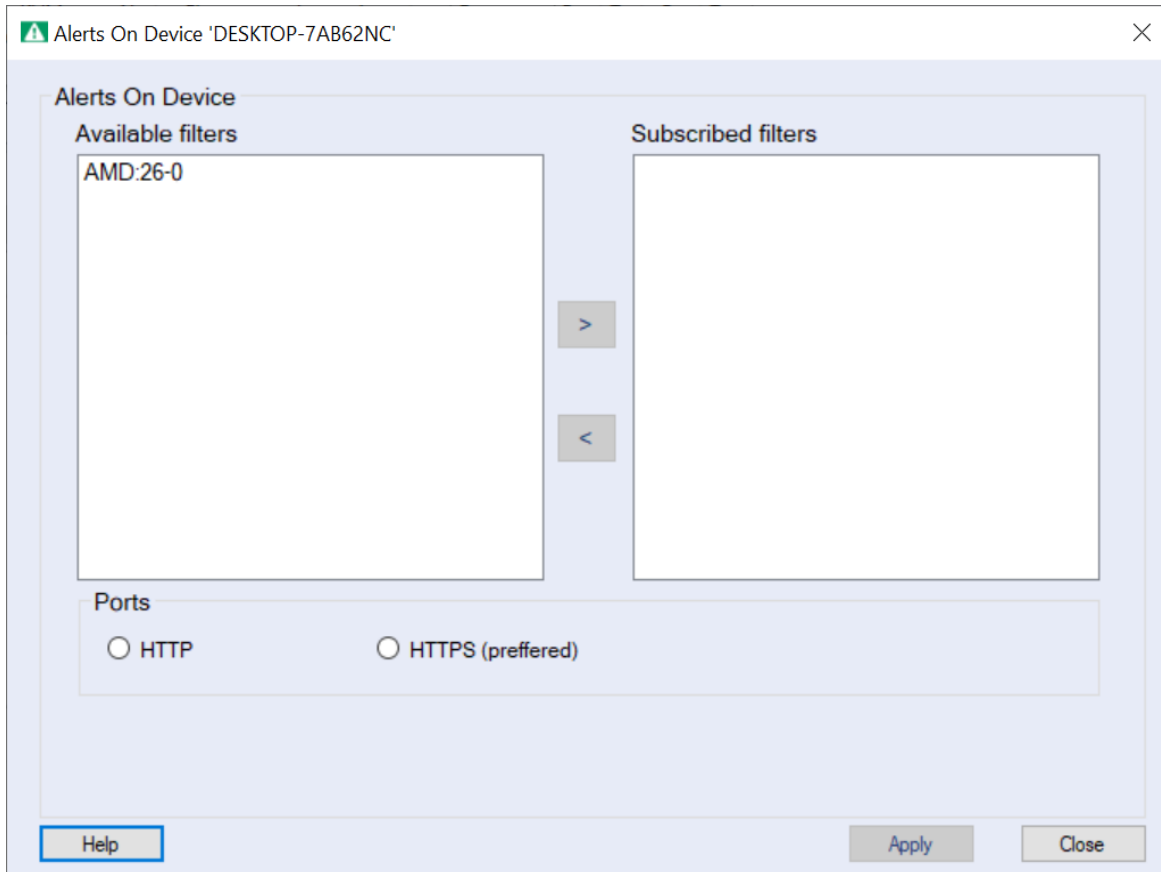 Alerts On Device 'DESKTOP-7AB62NC'
Alerts On Device
Available filters
Subscribed filters
AMD:26-0
>
<
Ports
HTTP
HTTPS (preffered)
Help
Apply
Close